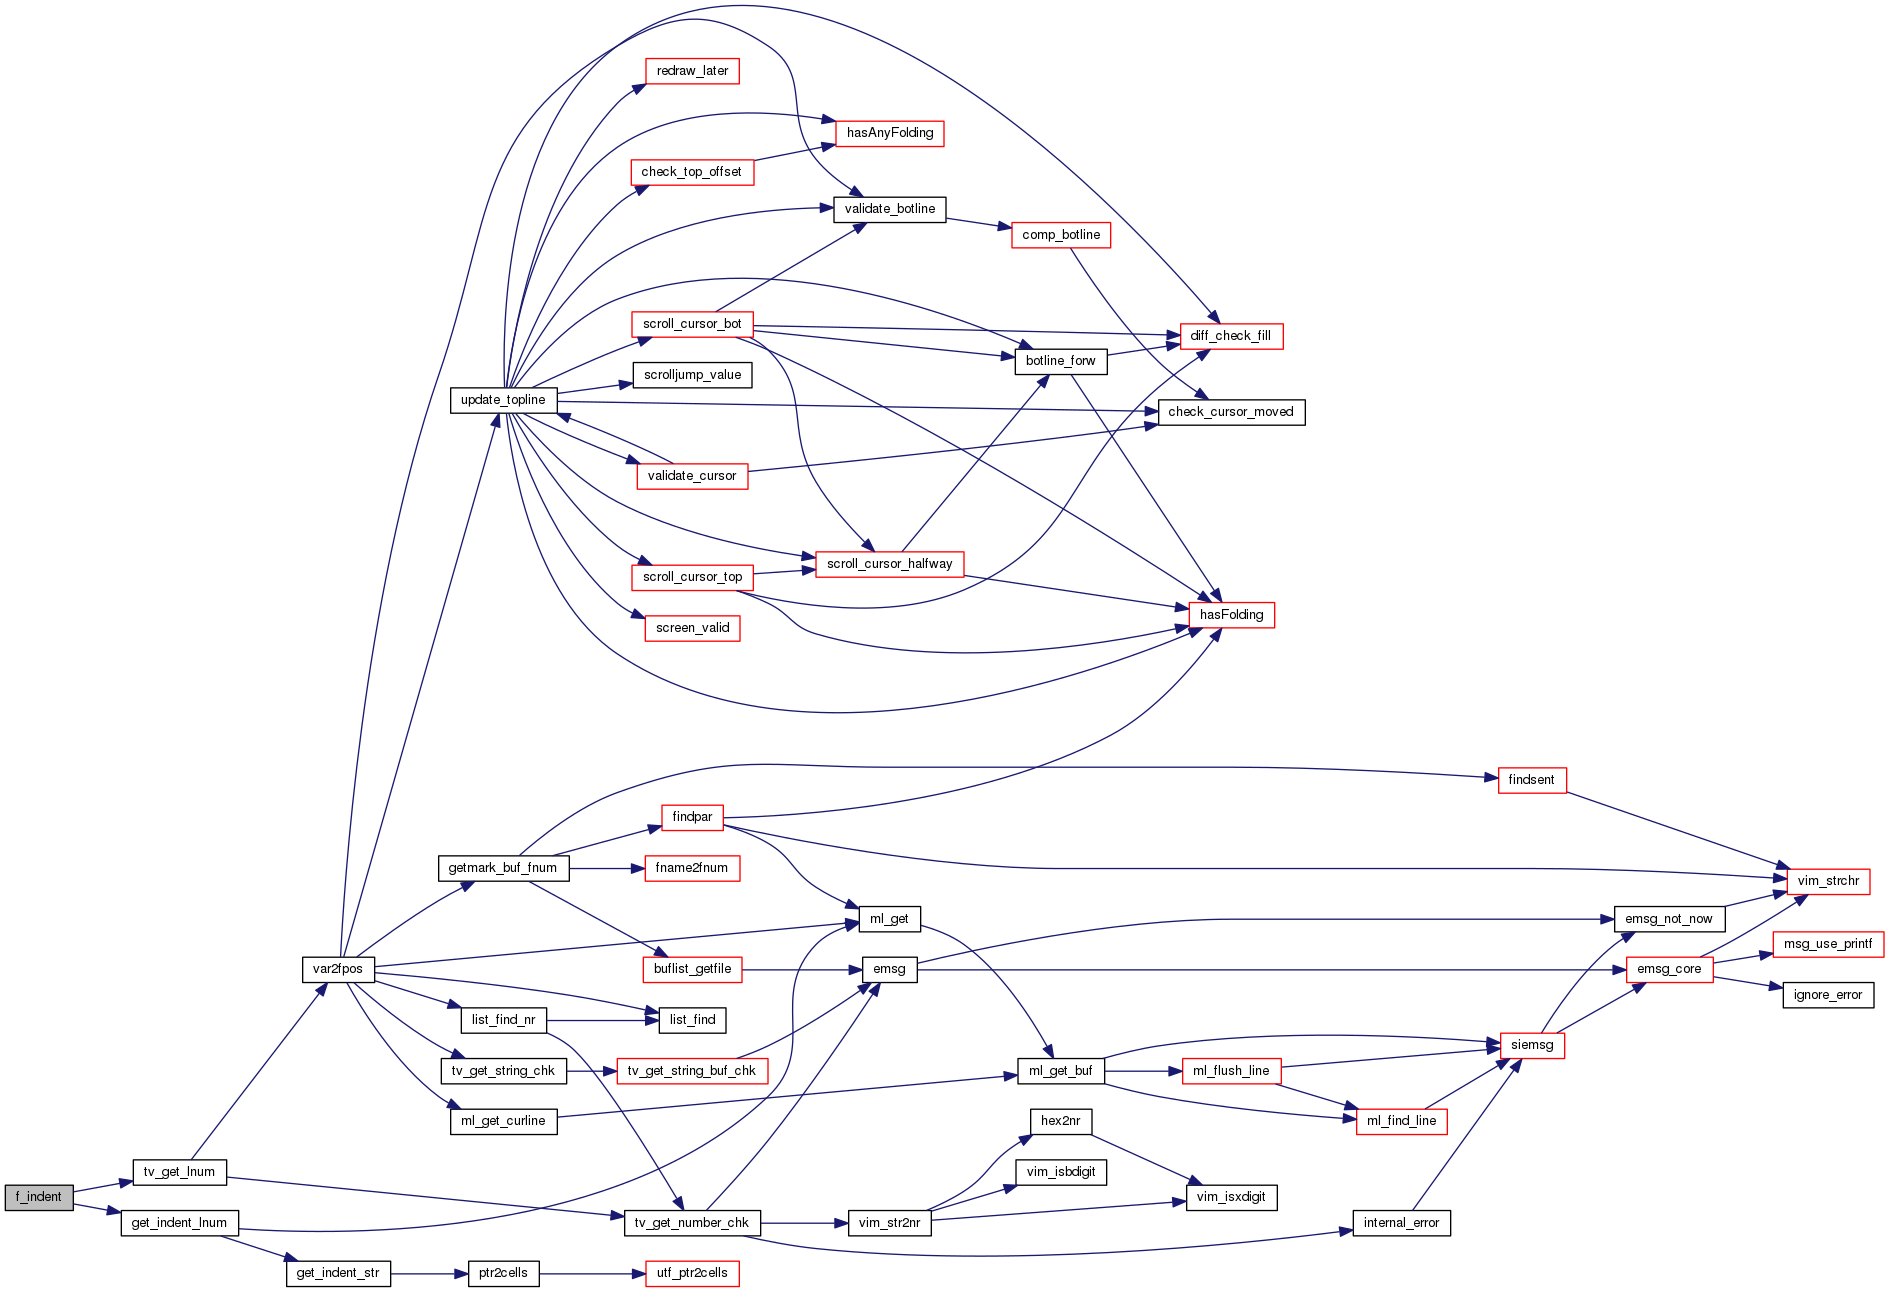 redraw_later
hasAnyFolding
check_top_offset
validate_botline
comp_botline
scroll_cursor_bot
diff_check_fill
botline_forw
scrolljump_value
update_topline
check_cursor_moved
validate_cursor
scroll_cursor_halfway
scroll_cursor_top
hasFolding
screen_valid
findsent
findpar
getmark_buf_fnum
fname2fnum
vim_strchr
ml_get
emsg_not_now
msg_use_printf
var2fpos
buflist_getfile
emsg
emsg_core
ignore_error
list_find_nr
list_find
siemsg
tv_get_string_chk
tv_get_string_buf_chk
ml_get_buf
ml_flush_line
ml_get_curline
hex2nr
ml_find_line
tv_get_lnum
vim_isbdigit
f_indent
vim_isxdigit
get_indent_lnum
tv_get_number_chk
vim_str2nr
internal_error
get_indent_str
ptr2cells
utf_ptr2cells